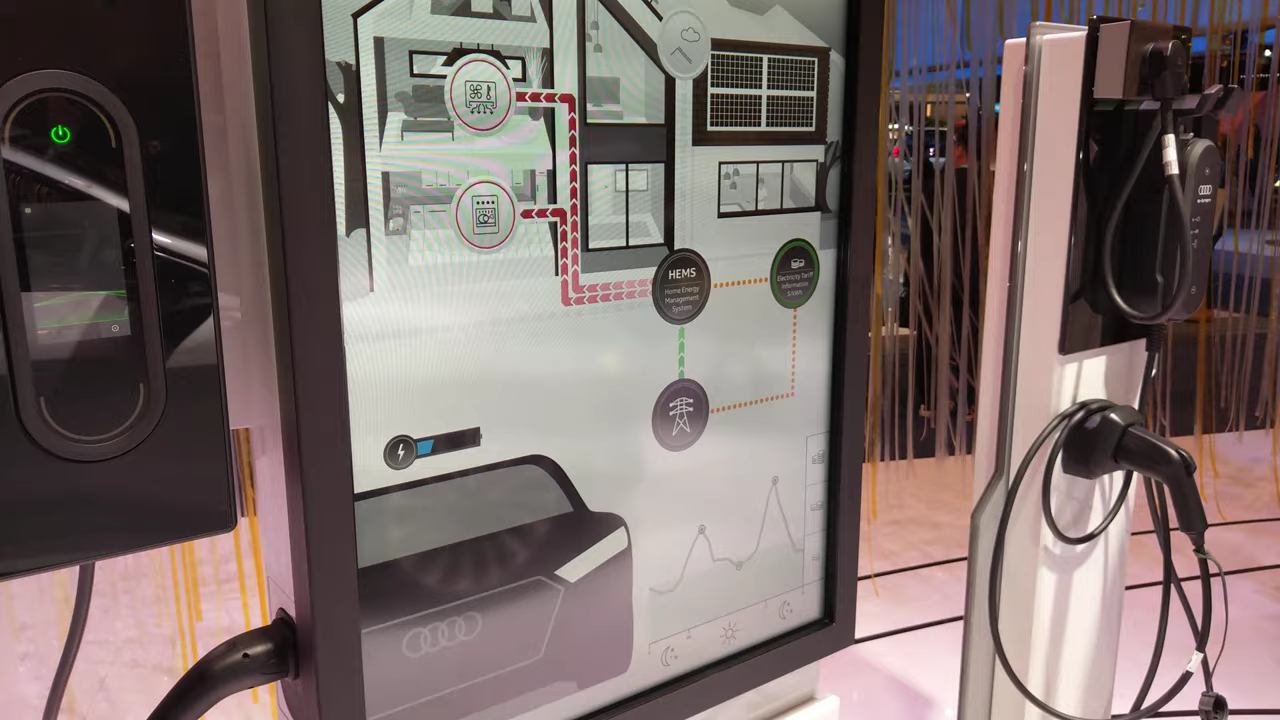 HEMS
Home Energy
Management
System
Electricity Tariff
Information